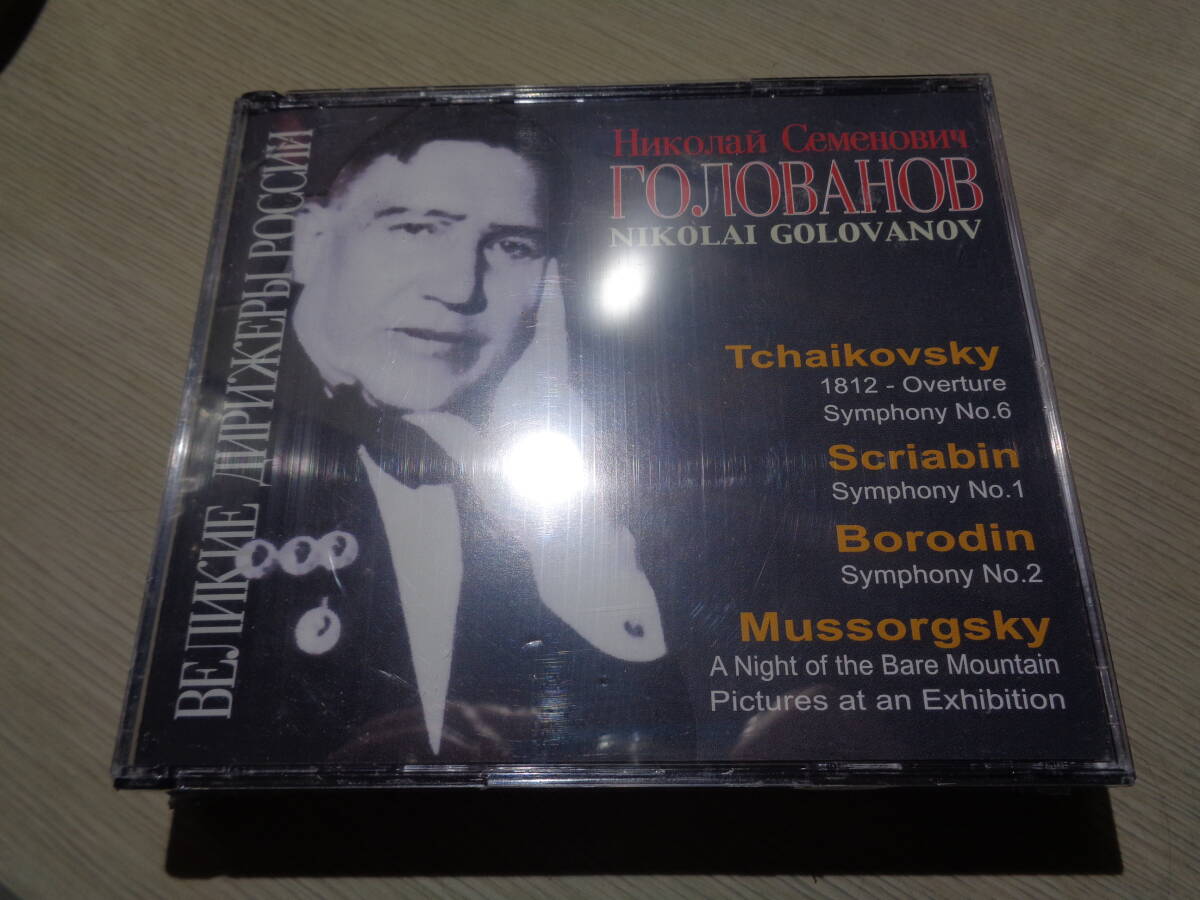 ВЕЛИКИЕ ДИРИЖЕРЫ РОССИИ
Николай Семенович
ГОЛОВАНОВ
NIKOLAI GOLOVANOV
Tchaikovsky
1812 - Overture
Symphony No.6
Scriabin
Symphony No.1
Borodin
Symphony No.2
Mussorgsky
A Night of the Bare Mountain
Pictures at an Exhibition